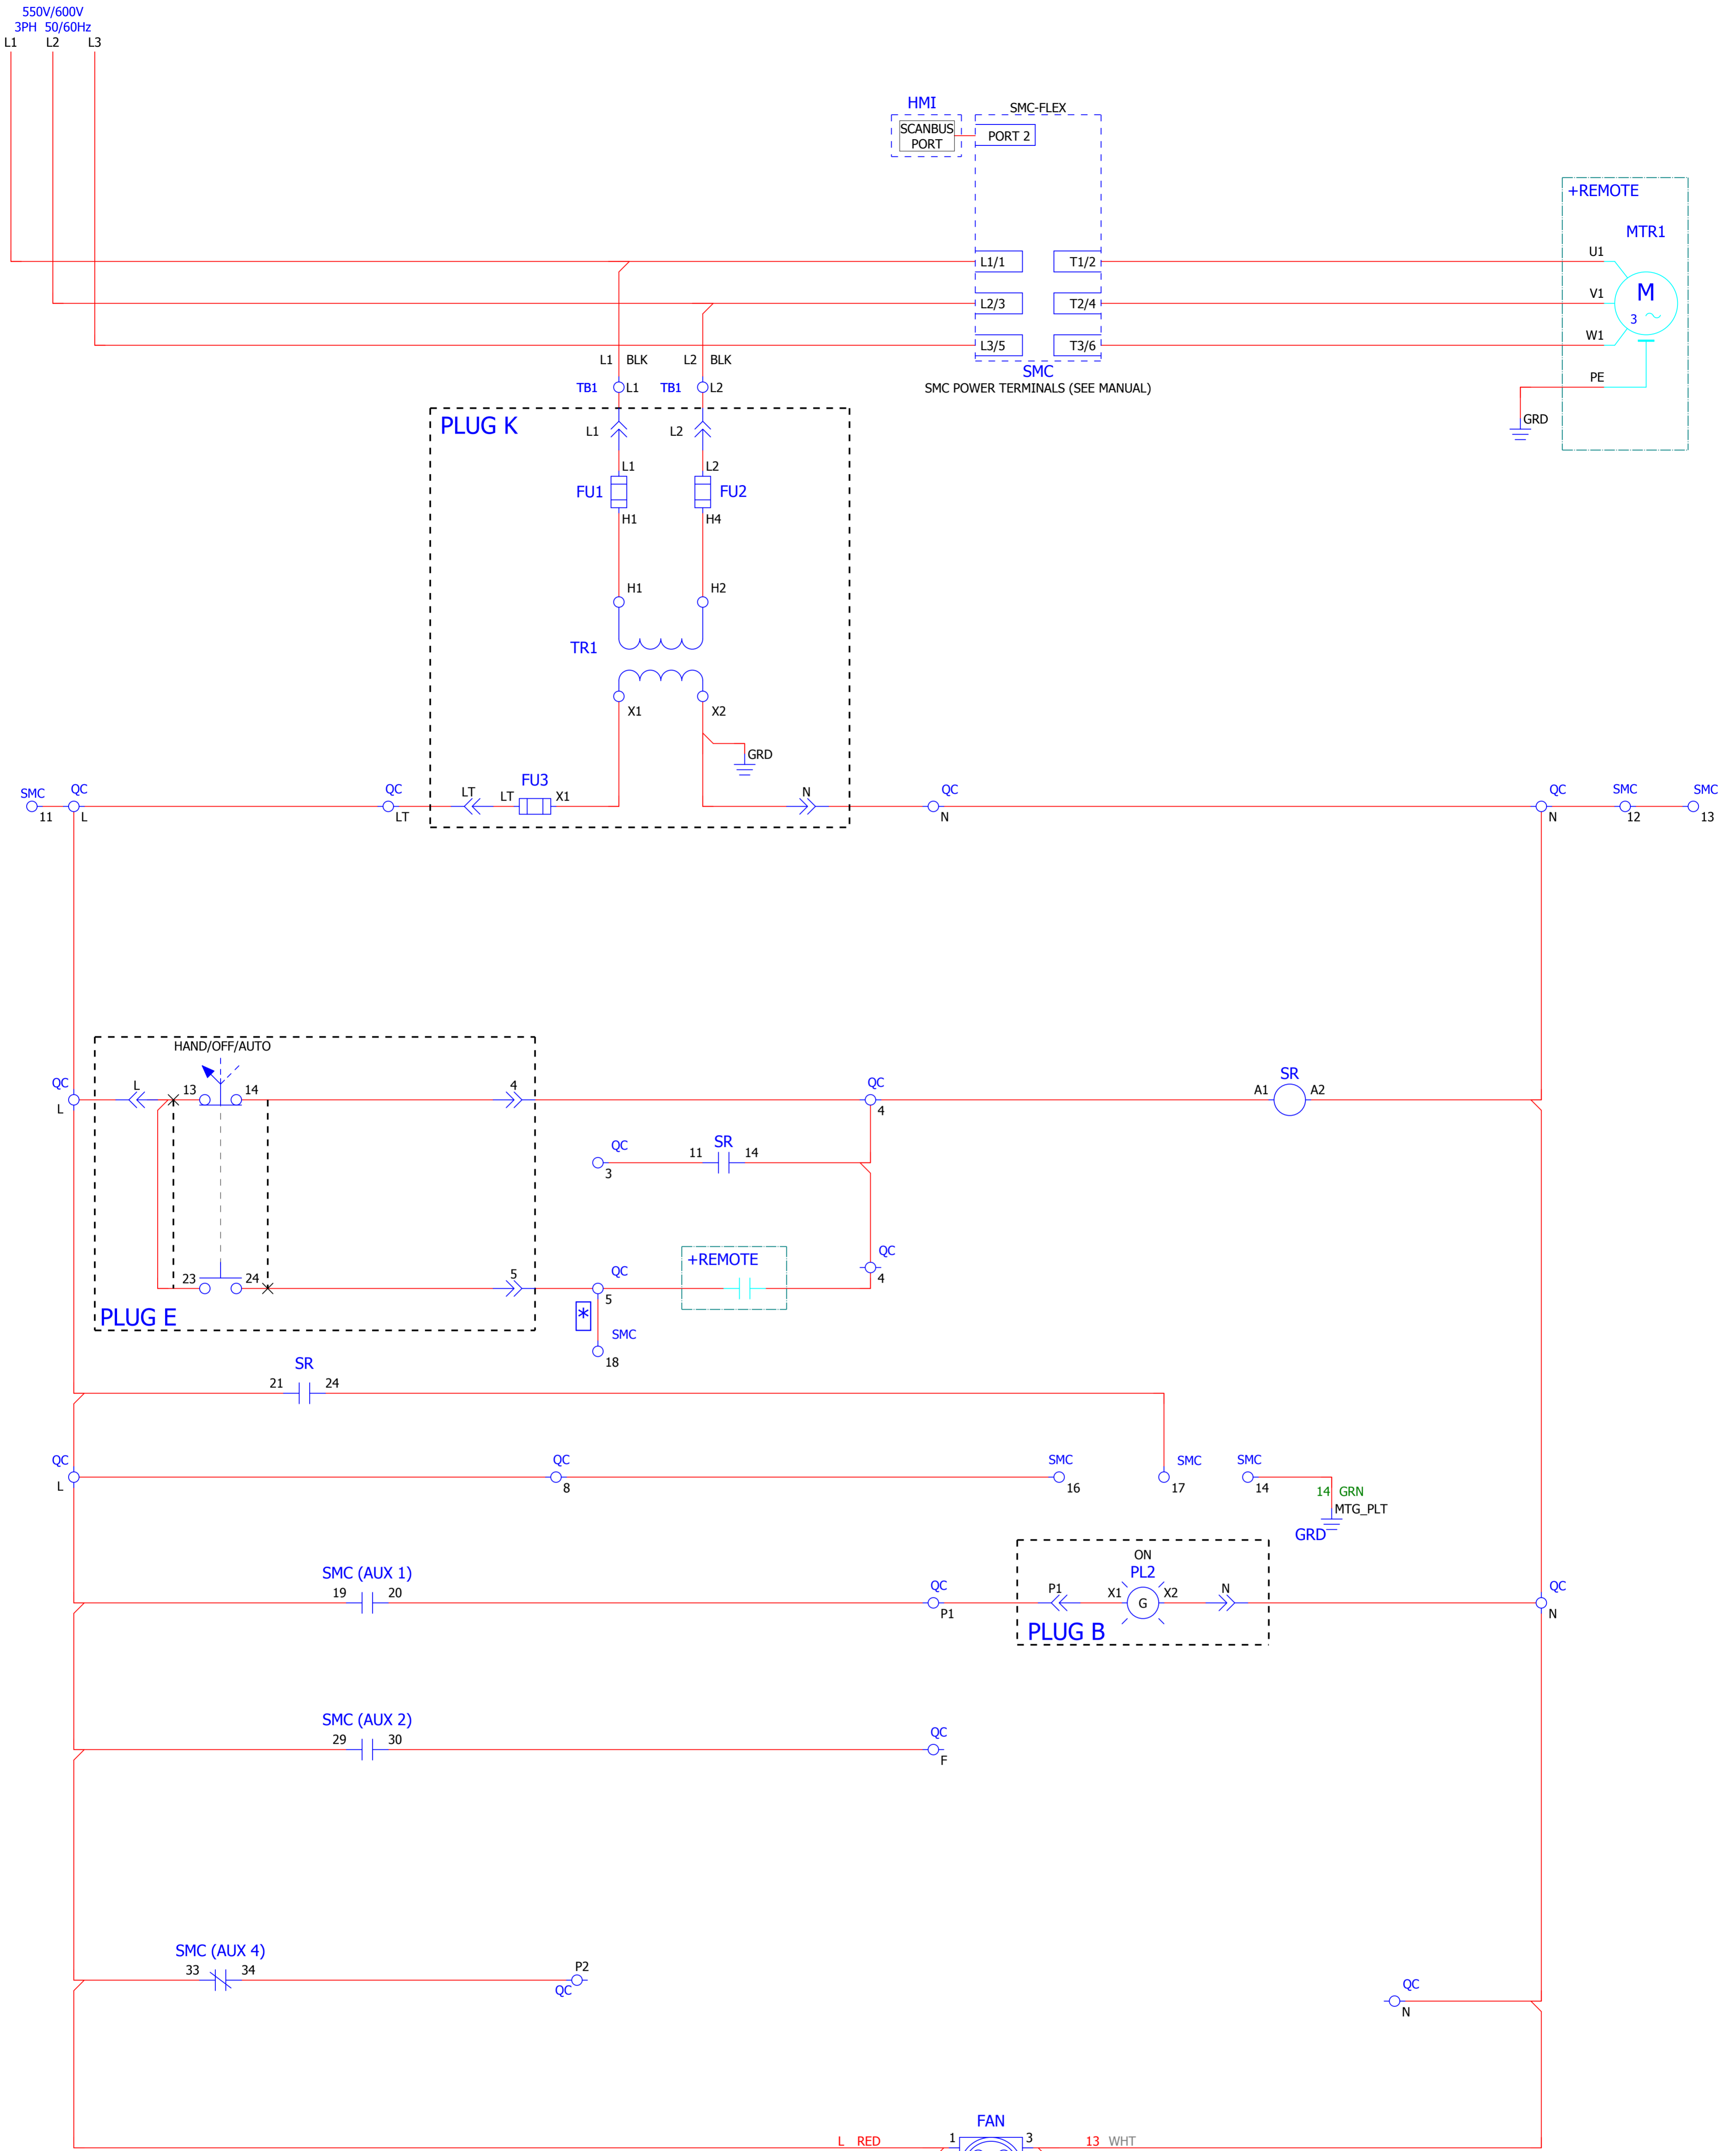 550V/600V
3PH 50/60Hz
L1 L2 L3
HMI
SMC-FLEX
SCANBUS
PORT
PORT 2
+REMOTE
MTR1
L1/1 T1/2 U1
L2/3 T2/4 V1
M
3
L3/5 T3/6 W1
L1 BLK L2 BLK
SMC
SMC POWER TERMINALS (SEE MANUAL)
PE
GRD
TB1 L1 TB1 L2
PLUG K
L1 L2
L1 L2
FU1 FU2
H1 H4
H1 H2
TR1
X1 X2
GRD
FU3
SMC QC QC LT LT X1 N QC QC SMC SMC
11 L LT N N 12 13
HAND/OFF/AUTO
QC L 13 14 4 QC SR
A1 A2
L 4
QC 11 SR 14
3
+REMOTE
QC
4
23 24 5 QC
5
PLUG E
*
SMC
18
SR
21 24
QC QC SMC SMC SMC
L 8 16 17 14
14 GRN
MTG_PLT
GRD
ON
SMC (AUX 1) PL2
19 20 QC P1 X1 X2 N QC
G
P1 N
PLUG B
SMC (AUX 2)
29 30 QC
F
SMC (AUX 4)
33 34 P2
QC
QC
N
FAN
L RED 1 3 13 WHT